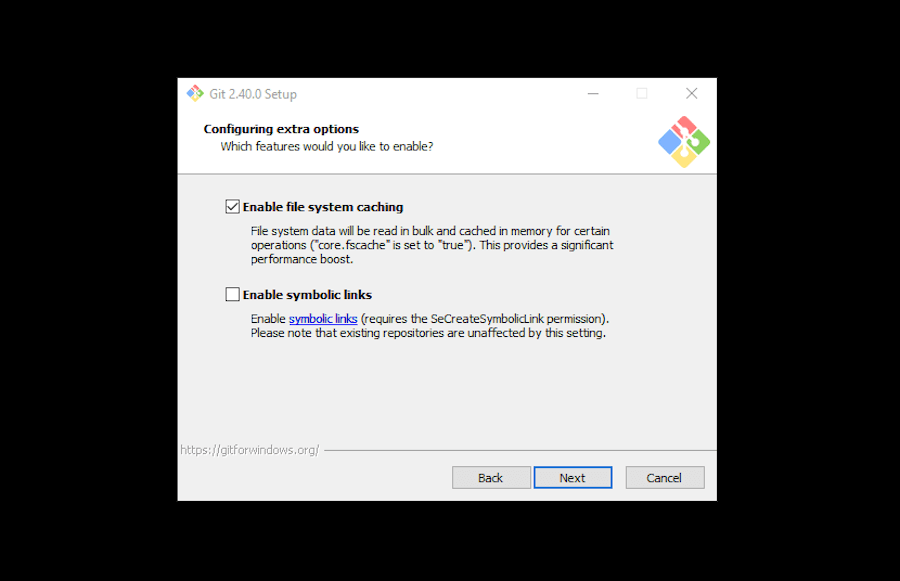 Git 2.40.0 Setup
Configuring extra options
Which features would you like to enable?
Enable file system caching
File system data will be read in bulk and cached in memory for certain
operations ("core.fscache" is set to "true"). This provides a significant
performance boost.
Enable symbolic links
Enable symbolic links (requires the SeCreateSymbolicLink permission).
Please note that existing repositories are unaffected by this setting.
https://gitforwindows.org/
Back Next Cancel